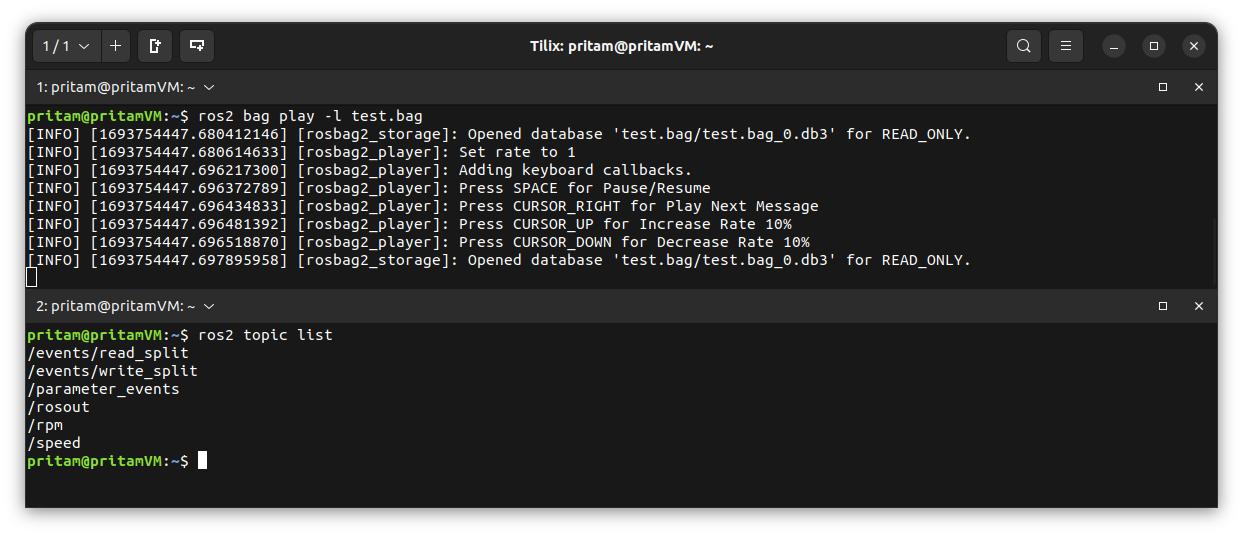 1 / 1
Tilix: pritam@pritamVM: ~
1: pritam@pritamVM: ~
pritam@pritamVM:~$ ros2 bag play -l test.bag
[INFO] [1693754447.680412146] [rosbag2_storage]: Opened database 'test.bag/test.bag_0.db3' for READ_ONLY.
[INFO] [1693754447.680614633] [rosbag2_player]: Set rate to 1
[INFO] [1693754447.696217300] [rosbag2_player]: Adding keyboard callbacks.
[INFO] [1693754447.696372789] [rosbag2_player]: Press SPACE for Pause/Resume
[INFO] [1693754447.696434833] [rosbag2_player]: Press CURSOR_RIGHT for Play Next Message
[INFO] [1693754447.696481392] [rosbag2_player]: Press CURSOR_UP for Increase Rate 10%
[INFO] [1693754447.696518870] [rosbag2_player]: Press CURSOR_DOWN for Decrease Rate 10%
[INFO] [1693754447.697895958] [rosbag2_storage]: Opened database 'test.bag/test.bag_0.db3' for READ_ONLY.
2: pritam@pritamVM: ~
pritam@pritamVM:~$ ros2 topic list
/events/read_split
/events/write_split
/parameter_events
/rosout
/rpm
/speed
pritam@pritamVM:~$